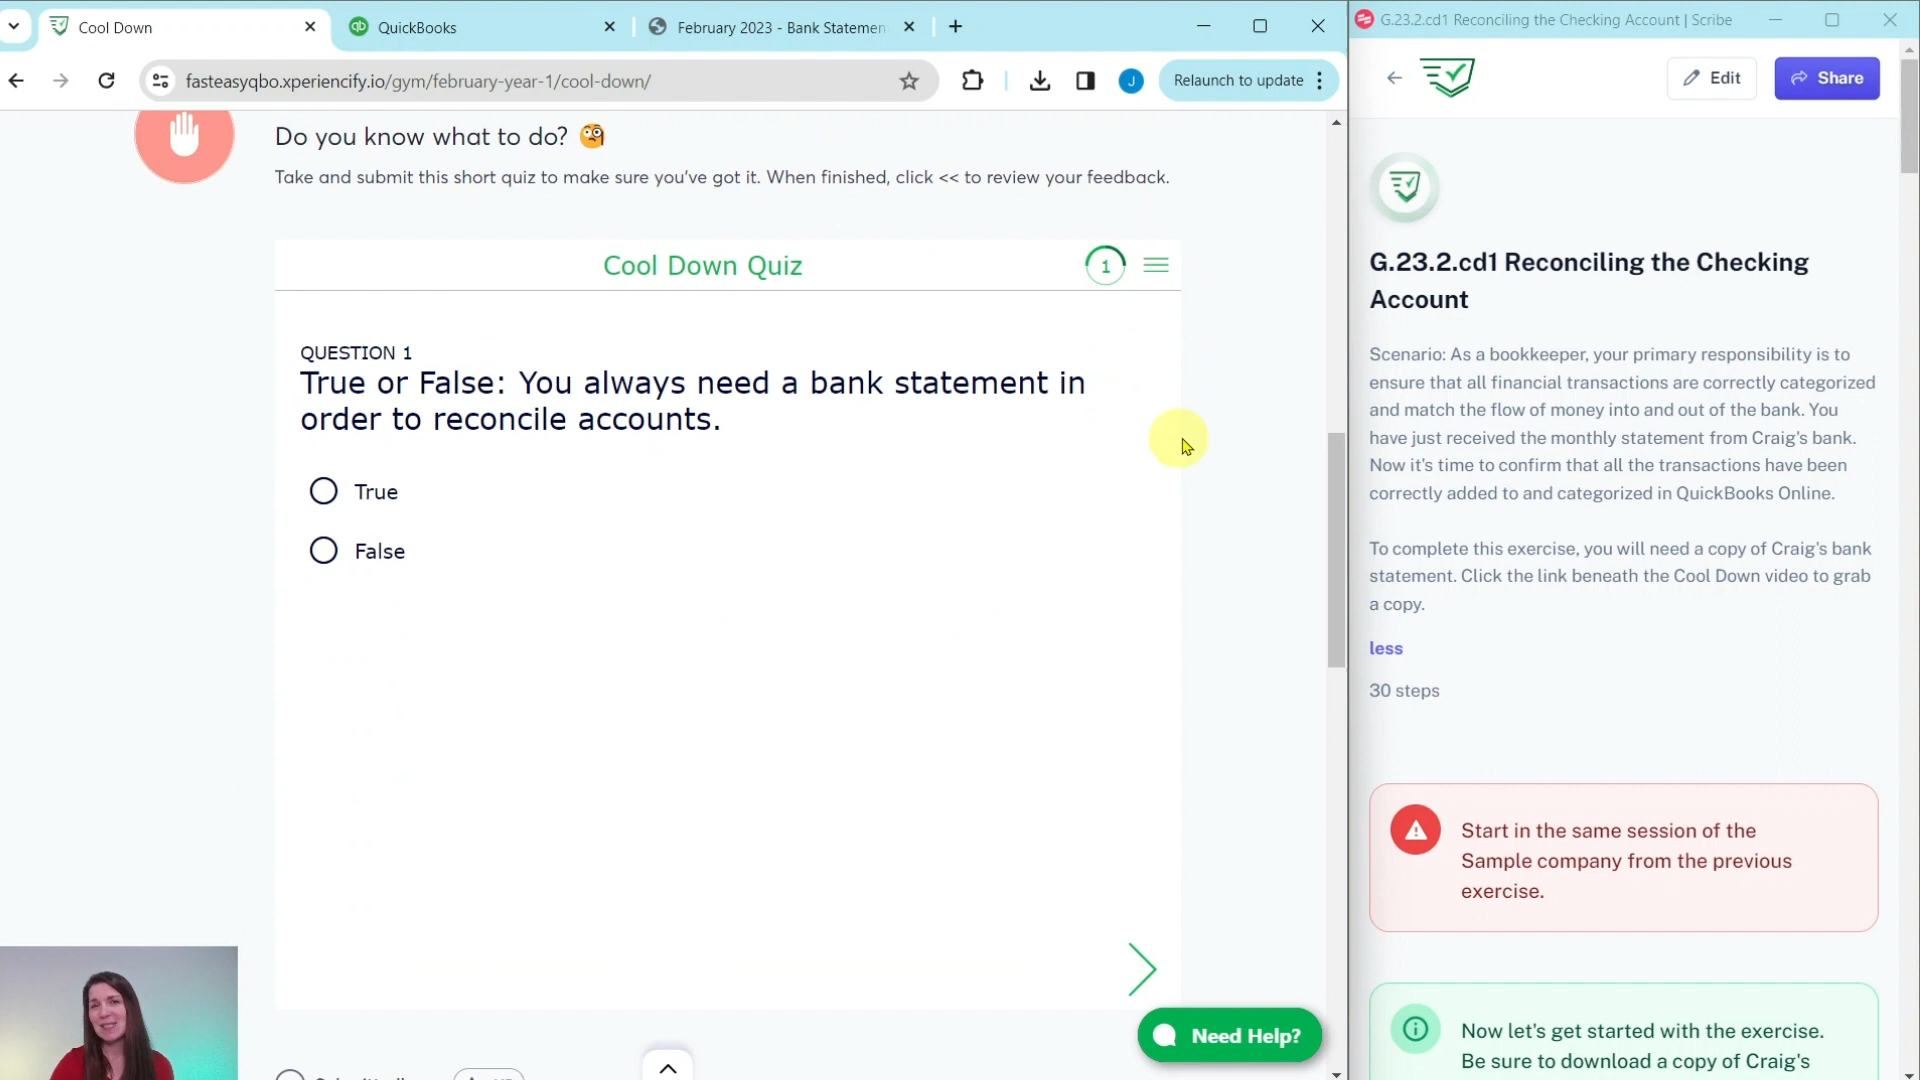 Cool Down
QuickBooks
February 2023 - Bank Statemen
G.23.2.cd1 Reconciling the Checking Account | Scribe
fasteasyqbo.xperiencify.io/gym/february-year-1/cool-down/
J
Relaunch to update
Do you know what to do?
Take and submit this short quiz to make sure you've got it. When finished, click << to review your feedback.
Cool Down Quiz
1
QUESTION 1
True or False: You always need a bank statement in
order to reconcile accounts.
True
False
Need Help?
Edit
Share
G.23.2.cd1 Reconciling the Checking
Account
Scenario: As a bookkeeper, your primary responsibility is to
ensure that all financial transactions are correctly categorized
and match the flow of money into and out of the bank. You
have just received the monthly statement from Craig's bank.
Now it's time to confirm that all the transactions have been
correctly added to and categorized in QuickBooks Online.
To complete this exercise, you will need a copy of Craig's bank
statement. Click the link beneath the Cool Down video to grab
a copy.
less
30 steps
Start in the same session of the
Sample company from the previous
exercise.
Now let's get started with the exercise.
Be sure to download a copy of Craig's